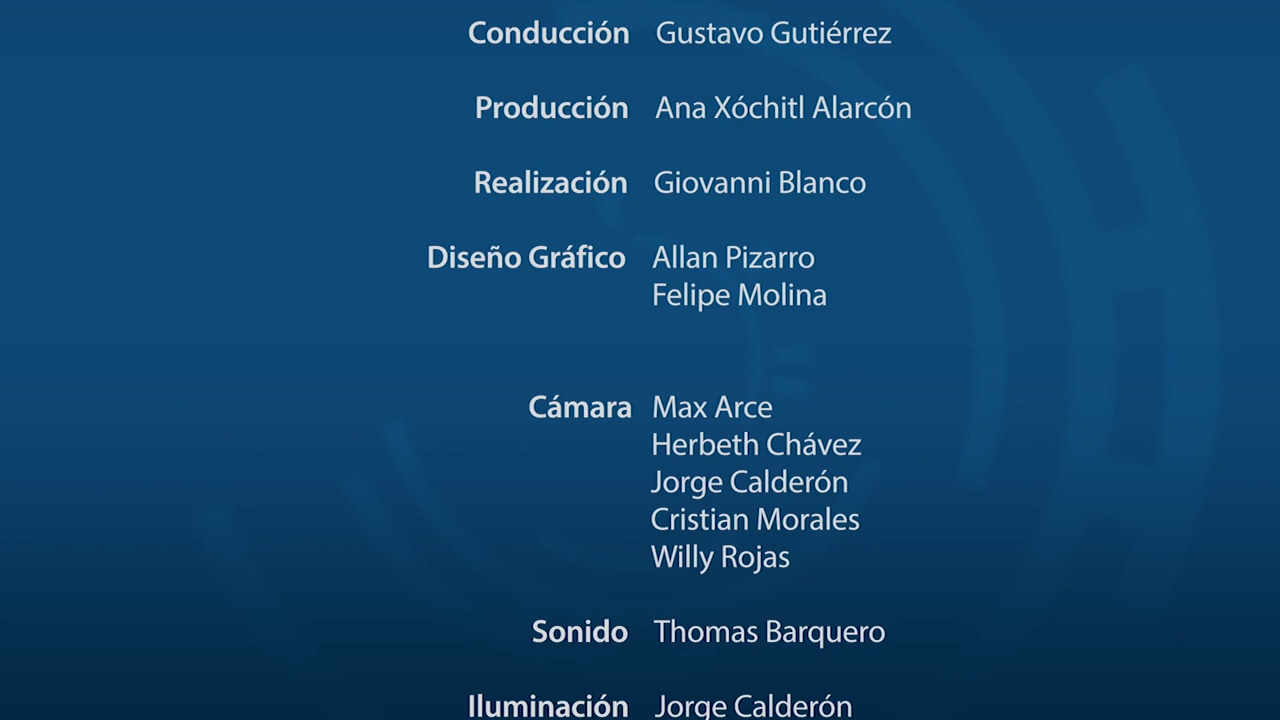 Conducción Gustavo Gutiérrez
Producción Ana Xóchitl Alarcón
Realización Giovanni Blanco
Diseño Gráfico Allan Pizarro
Felipe Molina
Cámara Max Arce
Herbeth Chávez
Jorge Calderón
Cristian Morales
Willy Rojas
Sonido Thomas Barquero
Iluminación Jorge Calderón